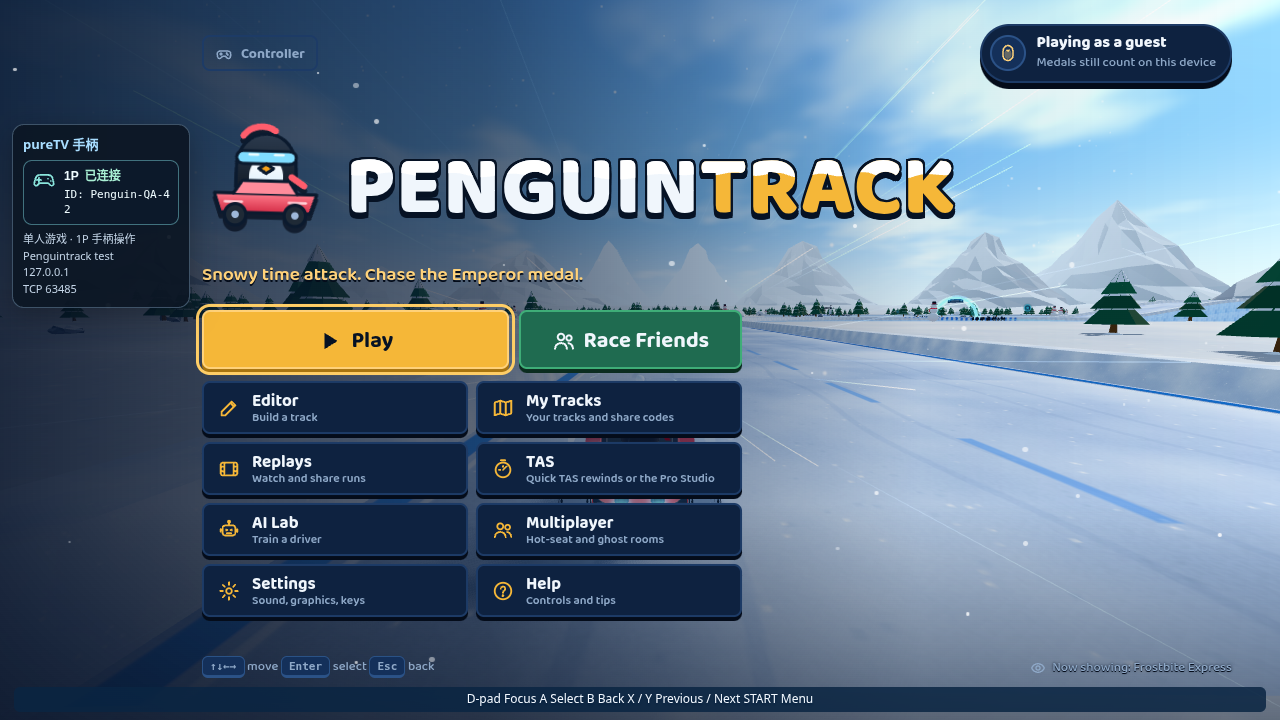 Controller
Playing as a guest
Medals still count on this device
pureTV 手柄
1P 已连接
ID: Penguin-QA-4
2
单人游戏 · 1P 手柄操作
Penguintrack test
127.0.0.1
TCP 63485
PENGUINTRACK
Snowy time attack. Chase the Emperor medal.
Play
Race Friends
Editor
Build a track
My Tracks
Your tracks and share codes
Replays
Watch and share runs
TAS
Quick TAS rewinds or the Pro Studio
AI Lab
Train a driver
Multiplayer
Hot-seat and ghost rooms
Settings
Sound, graphics, keys
Help
Controls and tips
↑↓←→ move Enter select Esc back
Now showing: Frostbite Express
D-pad Focus A Select B Back X / Y Previous / Next START Menu